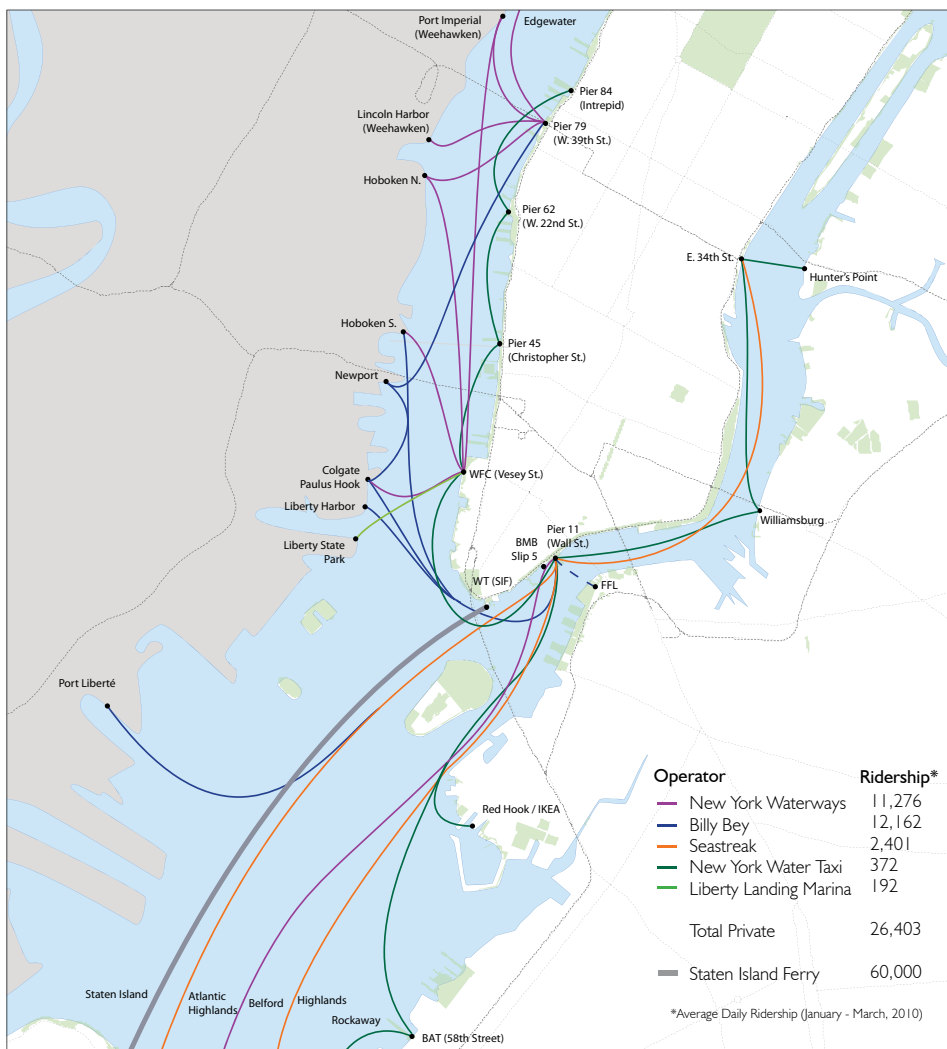 Port Imperial
(Weehawken)
Edgewater
Pier 84
(Intrepid)
Lincoln Harbor
(Weehawken)
Pier 79
(W. 39th St.)
Hoboken N.
Pier 62
(W. 22nd St.)
E. 34th St.
Hunter's Point
Hoboken S.
Pier 45
(Christopher St.)
Newport
Colgate
Paulus Hook
WFC (Vesey St.)
Liberty Harbor
Liberty State
Park
Williamsburg
Pier 11
(Wall St.)
BMB
Slip 5
WT (SIF)
FFL
Port Liberté
Red Hook / IKEA
Staten Island
Atlantic
Highlands
Belford
Highlands
Rockaway
BAT (58th Street)
Operator Ridership*
New York Waterways 11,276
Billy Bey 12,162
Seastreak 2,401
New York Water Taxi 372
Liberty Landing Marina 192
Total Private 26,403
Staten Island Ferry 60,000
*Average Daily Ridership (January - March, 2010)